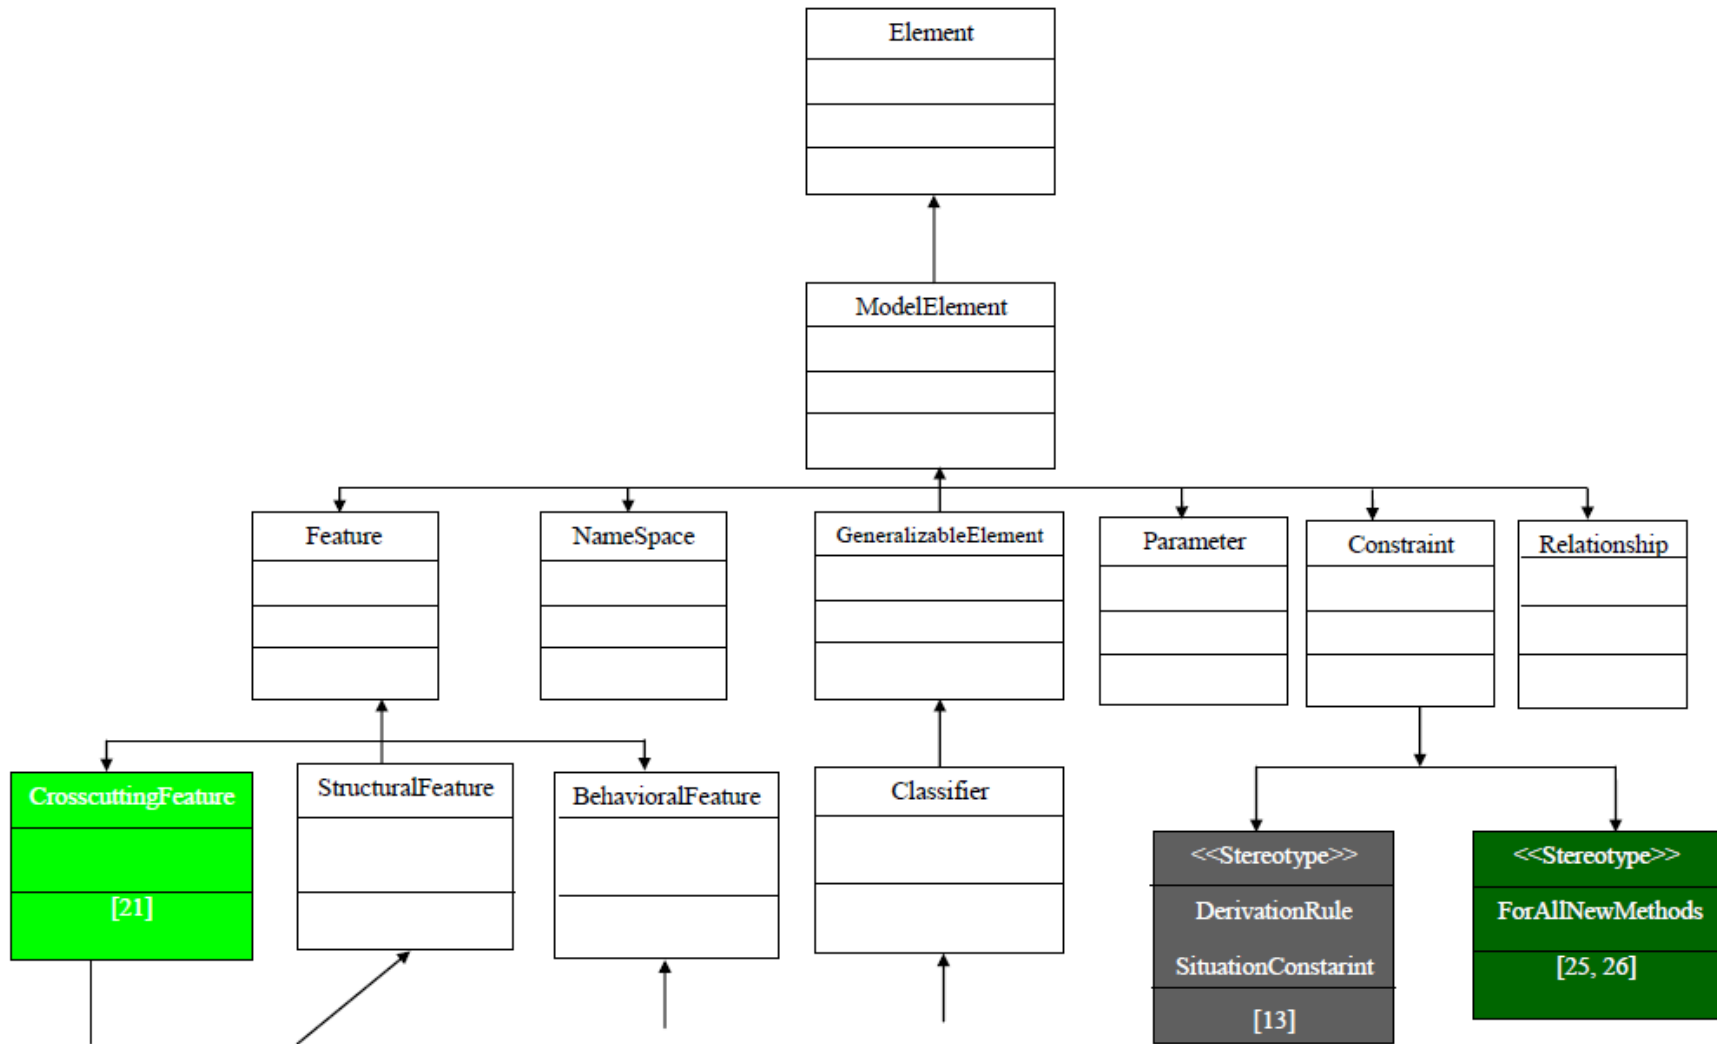 Element
ModelElement
Feature
NameSpace
GeneralizableElement
Parameter
Constraint
Relationship
CrosscuttingFeature
[21]
StructuralFeature
BehavioralFeature
Classifier
<<Stereotype>>
DerivationRule
SituationConstarint
[13]
<<Stereotype>>
ForAllNewMethods
[25, 26]